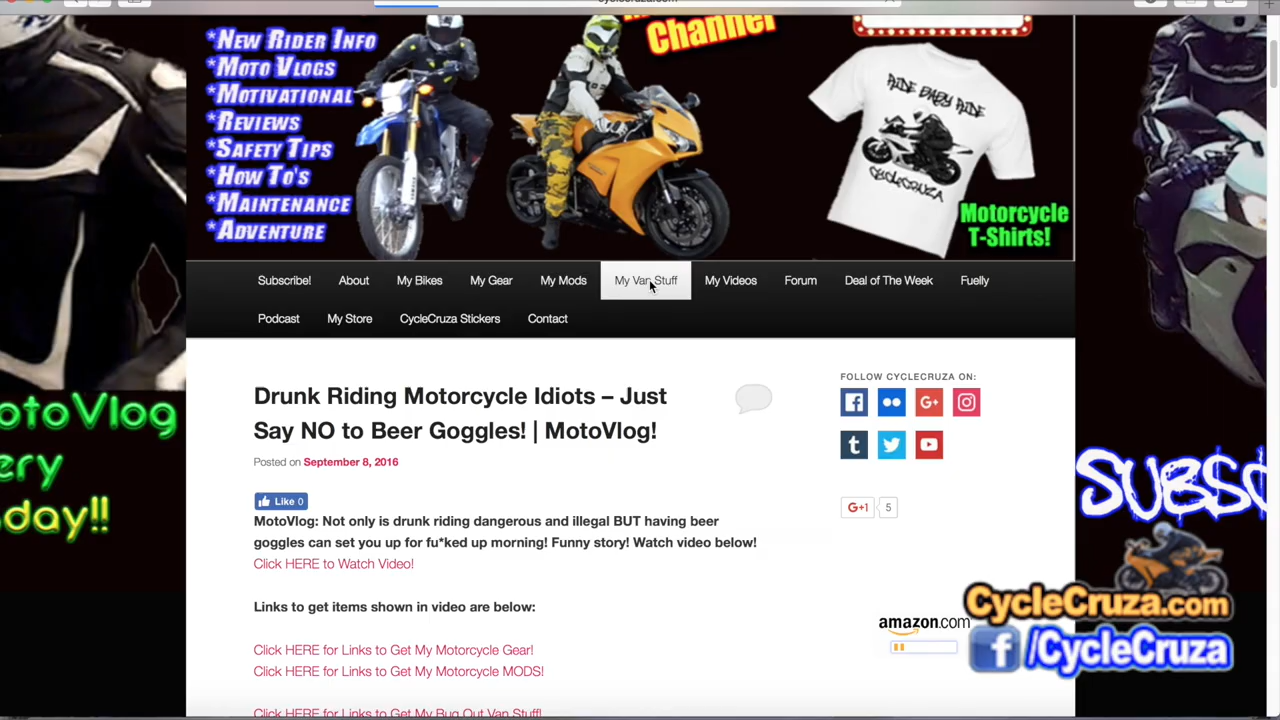 Channel
*New Rider Info
*Moto Vlogs
*Motivational
*Reviews
*Safety Tips
*How To's
*Maintenance
*Adventure
RIDE BABY RIDE
CYCLECRUZA
Motorcycle
T-Shirts!
Subscribe! About My Bikes My Gear My Mods My Van Stuff My Videos Forum Deal of The Week Fuelly
Podcast My Store CycleCruza Stickers Contact
Drunk Riding Motorcycle Idiots – Just
Say NO to Beer Goggles! | MotoVlog!
Posted on September 8, 2016
Like 0
MotoVlog: Not only is drunk riding dangerous and illegal BUT having beer
goggles can set you up for fu*ked up morning! Funny story! Watch video below!
Click HERE to Watch Video!
Links to get items shown in video are below:
Click HERE for Links to Get My Motorcycle Gear!
Click HERE for Links to Get My Motorcycle MODS!
Click HERE for Links to Get My Bug Out Van Stuff!
FOLLOW CYCLECRUZA ON:
G+1 5
amazon.com
otoVlog
ery
day!!
SUBSC
CycleCruza.com
f /CycleCruza